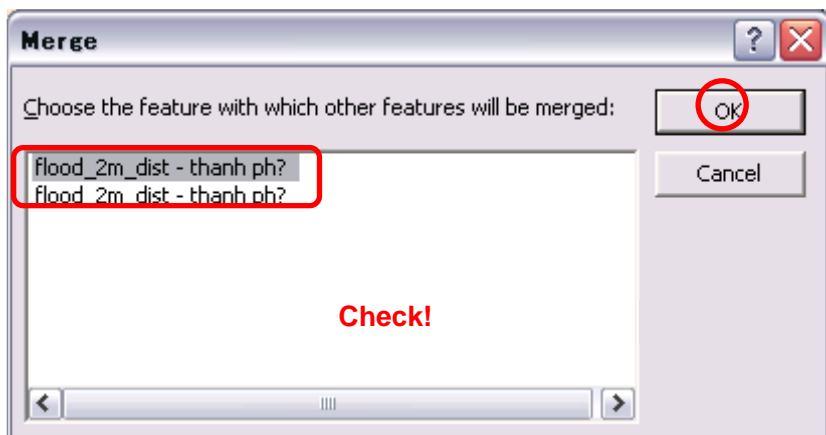 Merge
Choose the feature with which other features will be merged:
OK
flood_2m_dist - thanh ph?
flood_2m_dist - thanh ph?
Cancel
Check!